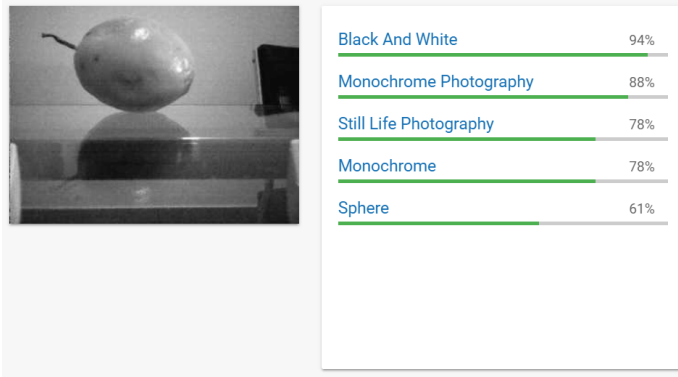 Black And White 94%
Monochrome Photography 88%
Still Life Photography 78%
Monochrome 78%
Sphere 61%